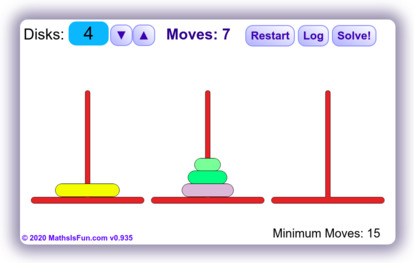 Disks: 4 ▼ ▲ Moves: 7 Restart Log Solve!
Minimum Moves: 15
© 2020 MathsIsFun.com v0.935